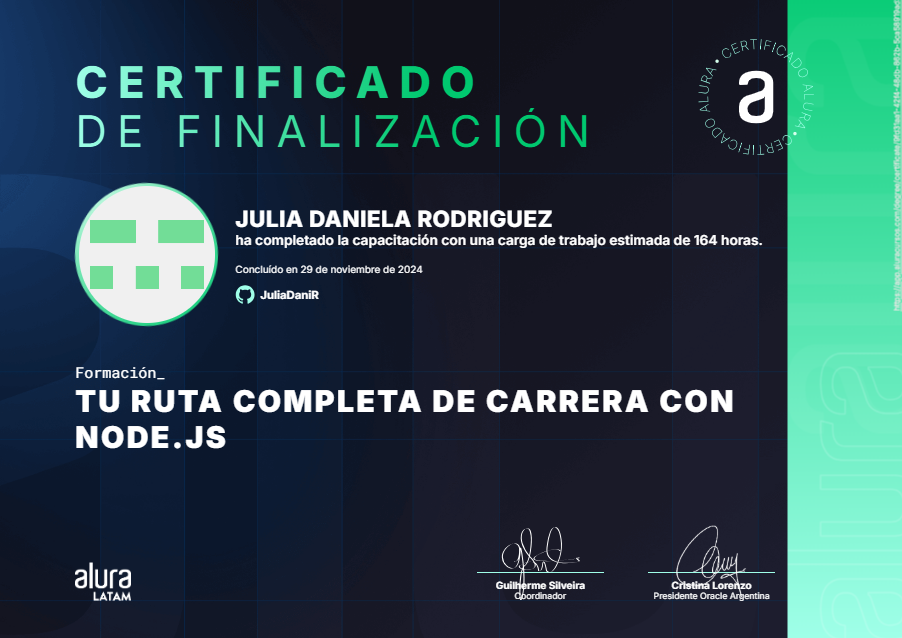 CERTIFICADO
DE FINALIZACIÓN
CERTIFICADO ALURA • CERTIFICADO ALURA •
a
JULIA DANIELA RODRIGUEZ
ha completado la capacitación con una carga de trabajo estimada de 164 horas.
Concluído en 29 de noviembre de 2024
JuliaDaniR
Formación_
TU RUTA COMPLETA DE CARRERA CON
NODE.JS
alura
LATAM
Guilherme Silveira
Coordinador
Cristina Lorenzo
Presidente Oracle Argentina
alura